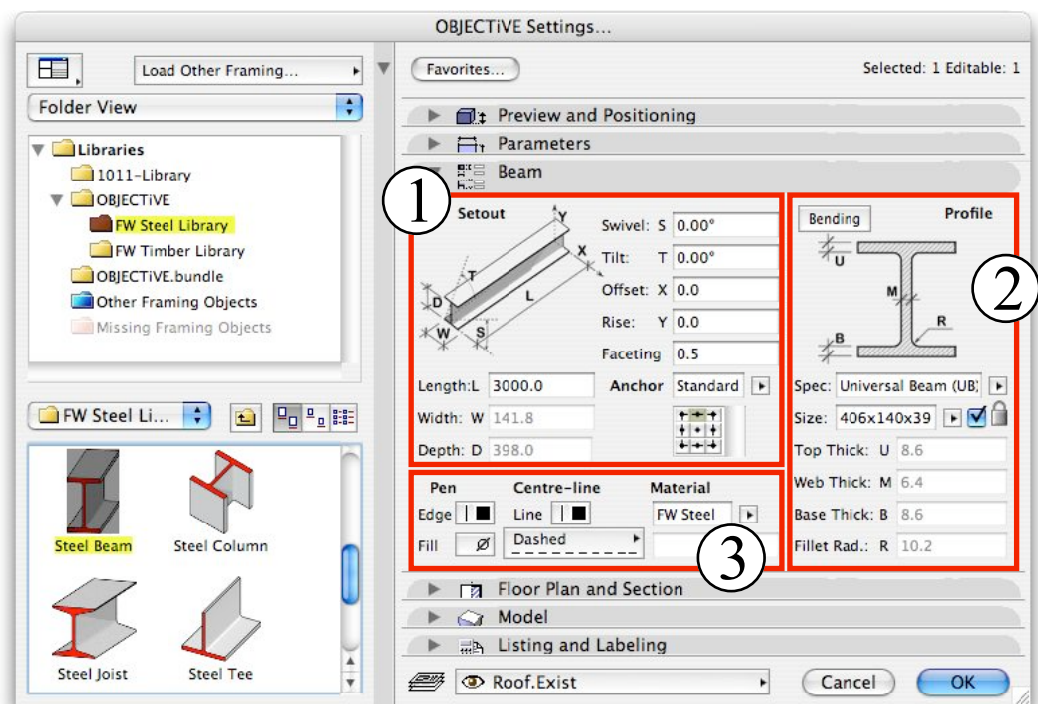 OBJECTiVE Settings...
Load Other Framing...
Folder View
Libraries
1011-Library
OBJECTiVE
FW Steel Library
FW Timber Library
OBJECTiVE.bundle
Other Framing Objects
Missing Framing Objects
FW Steel Li...
Steel Beam
Steel Column
Steel Joist
Steel Tee
Favorites...
Selected: 1 Editable: 1
Preview and Positioning
Parameters
Beam
1
Setout
Y
X
T
L
D
W
S
Swivel: S 0.00°
Tilt: T 0.00°
Offset: X 0.0
Rise: Y 0.0
Faceting 0.5
Length:L 3000.0
Anchor Standard
Width: W 141.8
Depth: D 398.0
2
Bending
Profile
U
M
B
R
Spec: Universal Beam (UB)
Size: 406x140x39
Top Thick: U 8.6
Web Thick: M 6.4
Base Thick: B 8.6
Fillet Rad.: R 10.2
3
Pen Centre-line Material
Edge Line FW Steel
Fill Dashed
Floor Plan and Section
Model
Listing and Labeling
Roof.Exist
Cancel
OK